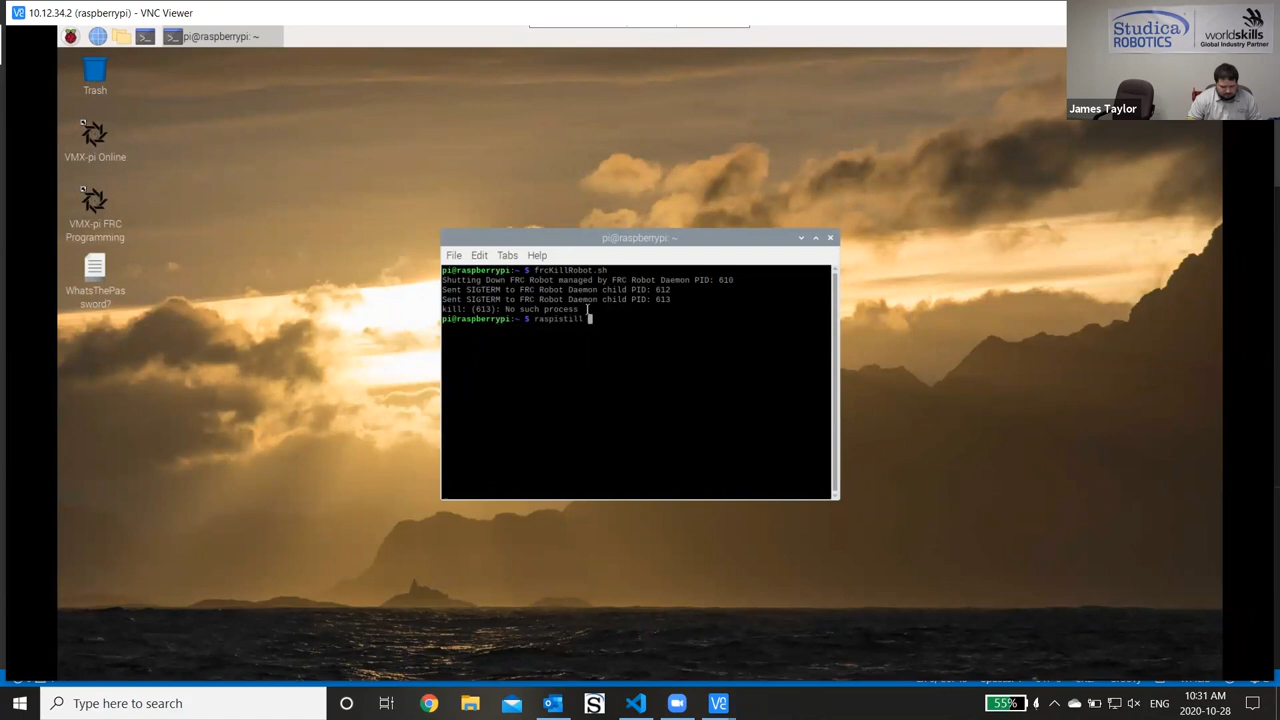 10.12.34.2 (raspberrypi) - VNC Viewer
pi@raspberrypi: ~
Studica
ROBOTICS
worldskills
Global Industry Partner
James Taylor
Trash
VMX-pi Online
VMX-pi FRC
Programming
WhatsThePas
sword?
pi@raspberrypi: ~
File Edit Tabs Help
pi@raspberrypi:~ $ frcKillRobot.sh
Shutting Down FRC Robot managed by FRC Robot Daemon PID: 610
Sent SIGTERM to FRC Robot Daemon child PID: 612
Sent SIGTERM to FRC Robot Daemon child PID: 613
kill: (613): No such process
pi@raspberrypi:~ $ raspistill
Type here to search
55%
ENG
10:31 AM
2020-10-28